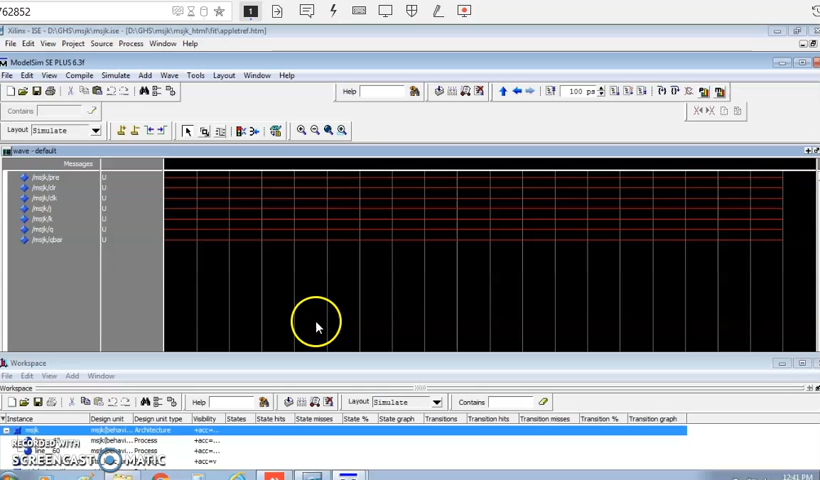 762852
1
Xilinx - ISE - D:\GHS\msjk\msjk.ise - [D:\GHS\msjk\msjk_html\fit\appletref.htm]
File Edit View Project Source Process Window Help
ModelSim SE PLUS 6.3f
File Edit View Compile Simulate Add Wave Tools Layout Window Help
Help
100 ps
Contains
Layout Simulate
wave - default
Messages
/msjk/pre U
/msjk/clr U
/msjk/clk U
/msjk/j U
/msjk/k U
/msjk/q U
/msjk/qbar U
Workspace
File Edit View Add Window
Workspace
Help Layout Simulate Contains
Instance Design unit Design unit type Visibility States State hits State misses State % State graph Transitions Transition hits Transition misses Transition % Transition graph
msjk msjk(behavi... Architecture +acc=...
msjk(behavi... Process +acc=...
line__60 msjk(behavi... Process +acc=...
+acc=v
RECORDED WITH
SCREENCAST MATIC
12:41 PM